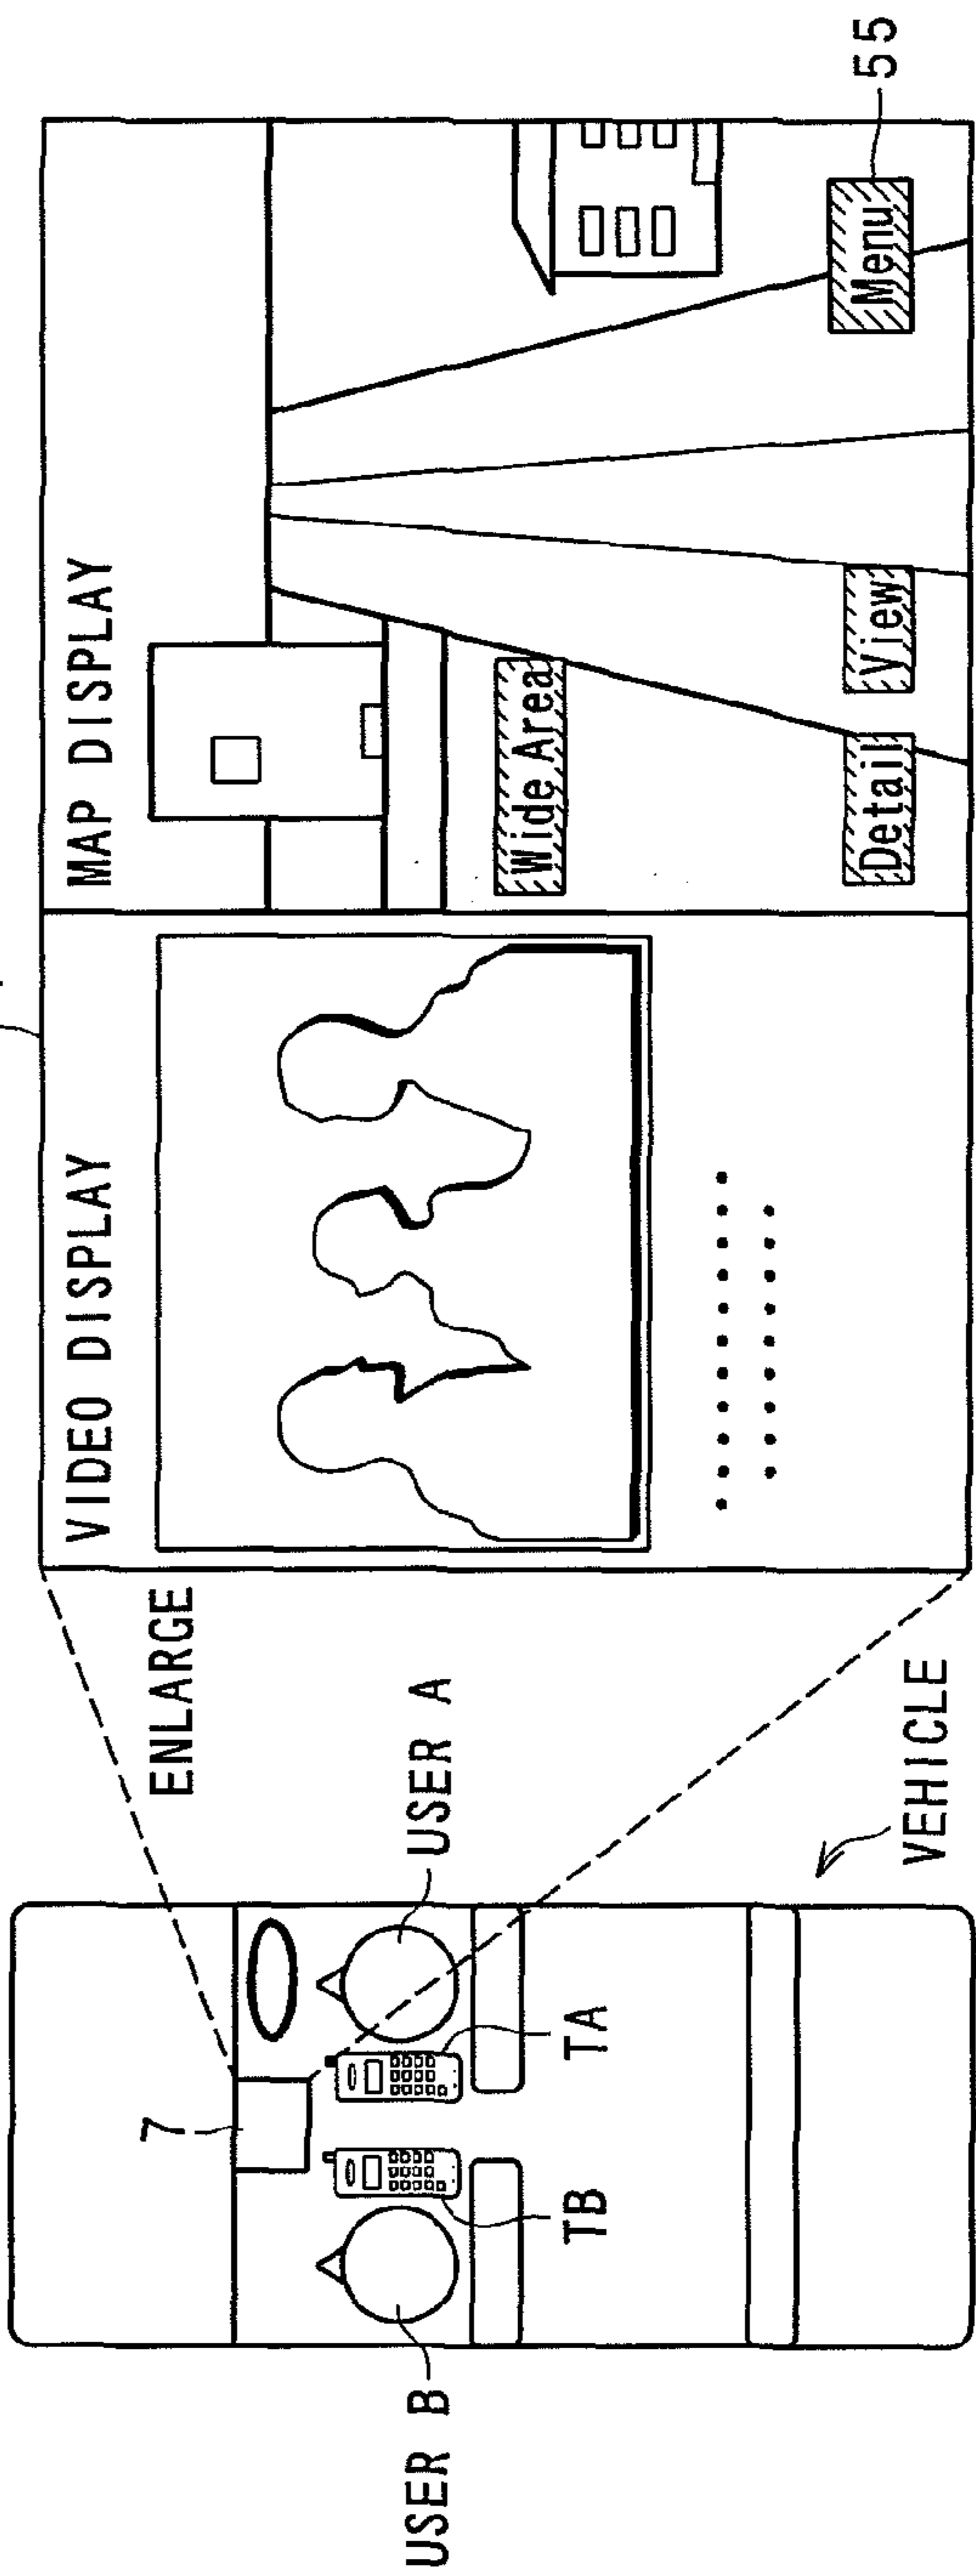 VIDEO DISPLAY
MAP DISPLAY
ENLARGE
7
USER A
USER B
TA
TB
VEHICLE
Wide Area
Detail
View
Menu
55